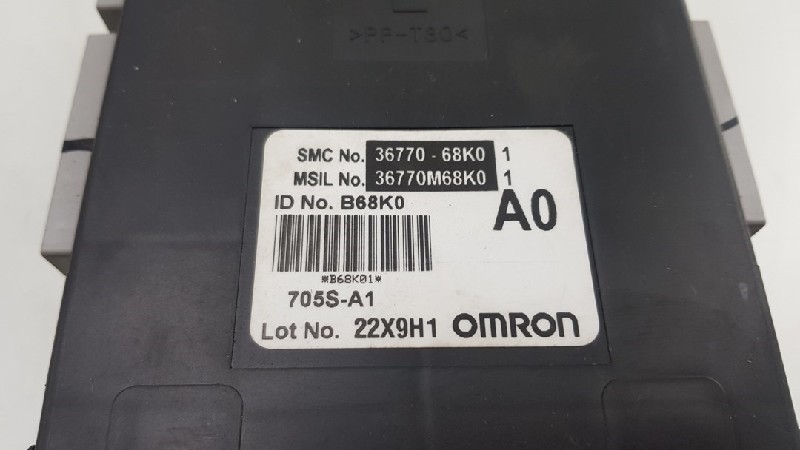 >PP-T80<
SMC No. 36770-68K0 1
MSIL No. 36770M68K0 1
ID No. B68K0
A0
*B68K01*
705S-A1
Lot No. 22X9H1 OMRON